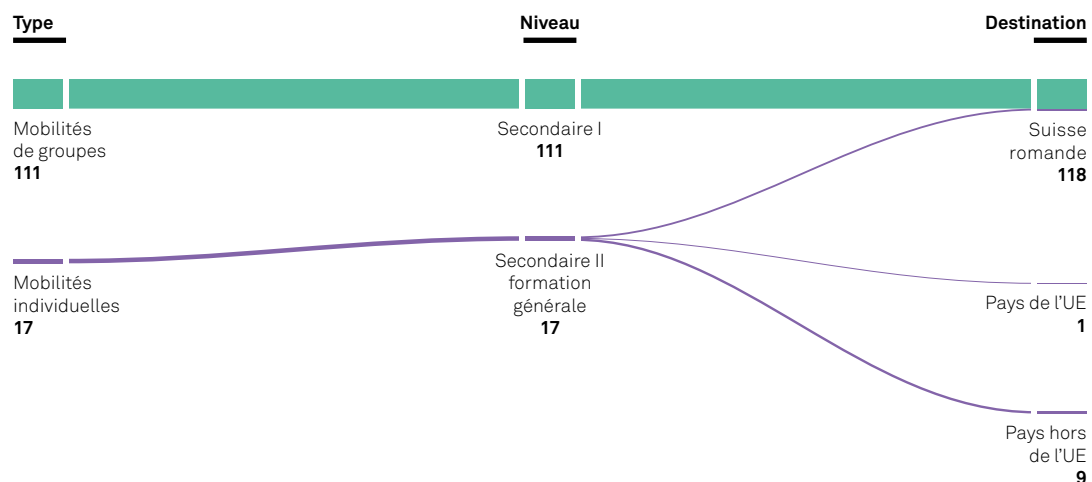 Type
Niveau
Destination
Mobilités
de groupes
111
Secondaire I
111
Suisse
romande
118
Mobilités
individuelles
17
Secondaire II
formation
générale
17
Pays de l'UE
1
Pays hors
de l'UE
9